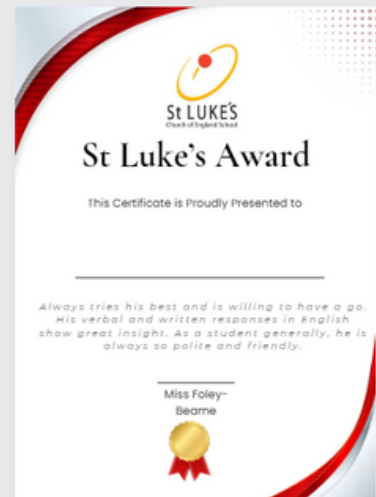 St LUKE'S
Church of England School
St Luke's Award
This Certificate is Proudly Presented to
Always tries his best and is willing to have a go.
His verbal and written responses in English
show great insight. As a student generally, he is
always so polite and friendly.
Miss Foley-
Bearne